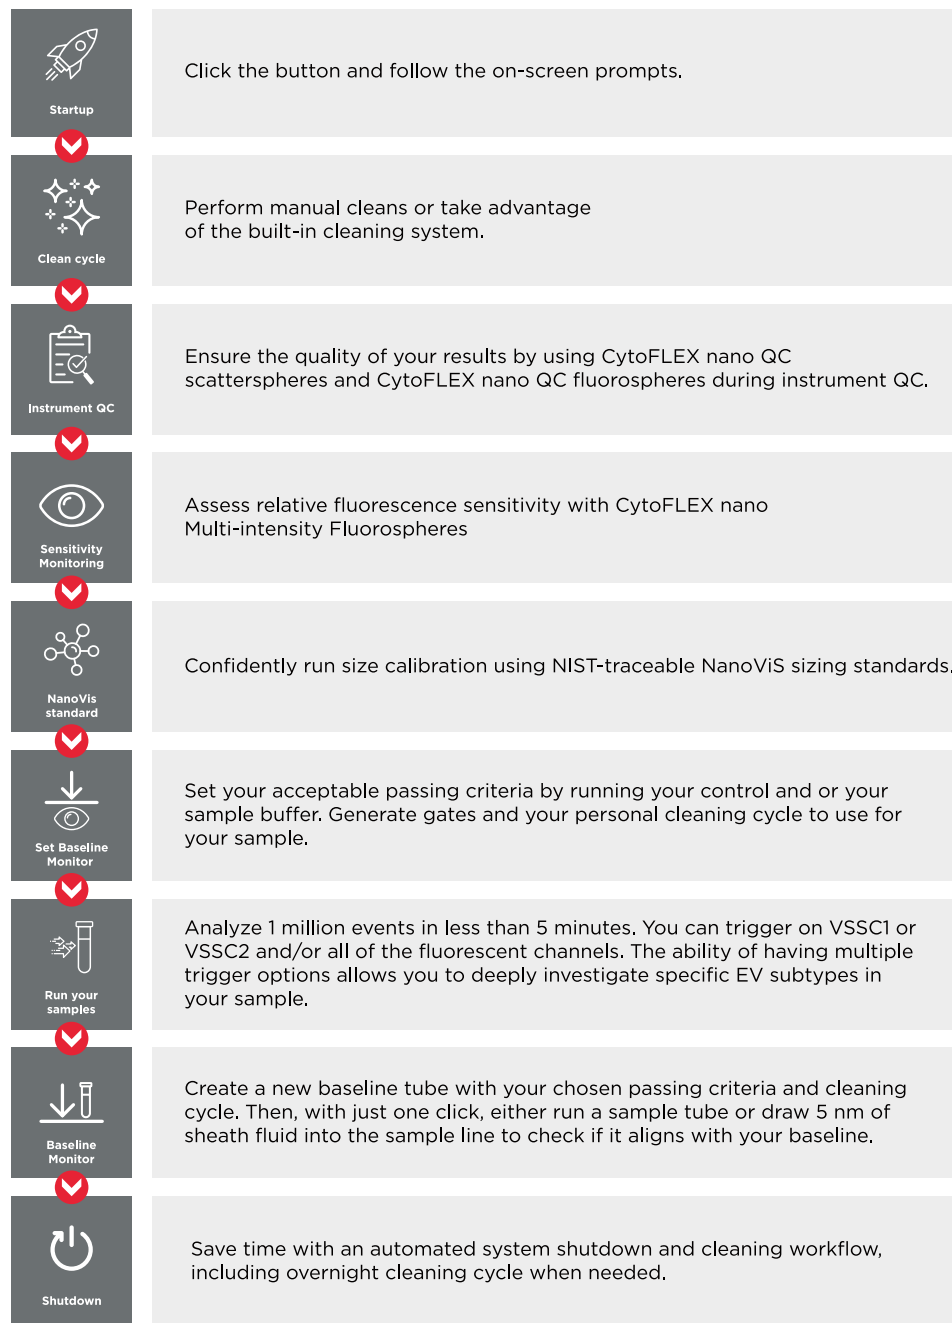 Startup
Click the button and follow the on-screen prompts.
Clean cycle
Perform manual cleans or take advantage
of the built-in cleaning system.
Instrument QC
Ensure the quality of your results by using CytoFLEX nano QC
scatterspheres and CytoFLEX nano QC fluorospheres during instrument QC.
Sensitivity
Monitoring
Assess relative fluorescence sensitivity with CytoFLEX nano
Multi-intensity Fluorospheres
NanoVis
standard
Confidently run size calibration using NIST-traceable NanoViS sizing standards.
Set Baseline
Monitor
Set your acceptable passing criteria by running your control and or your
sample buffer. Generate gates and your personal cleaning cycle to use for
your sample.
Run your
samples
Analyze 1 million events in less than 5 minutes. You can trigger on VSSC1 or
VSSC2 and/or all of the fluorescent channels. The ability of having multiple
trigger options allows you to deeply investigate specific EV subtypes in
your sample.
Baseline
Monitor
Create a new baseline tube with your chosen passing criteria and cleaning
cycle. Then, with just one click, either run a sample tube or draw 5 nm of
sheath fluid into the sample line to check if it aligns with your baseline.
Shutdown
Save time with an automated system shutdown and cleaning workflow,
including overnight cleaning cycle when needed.